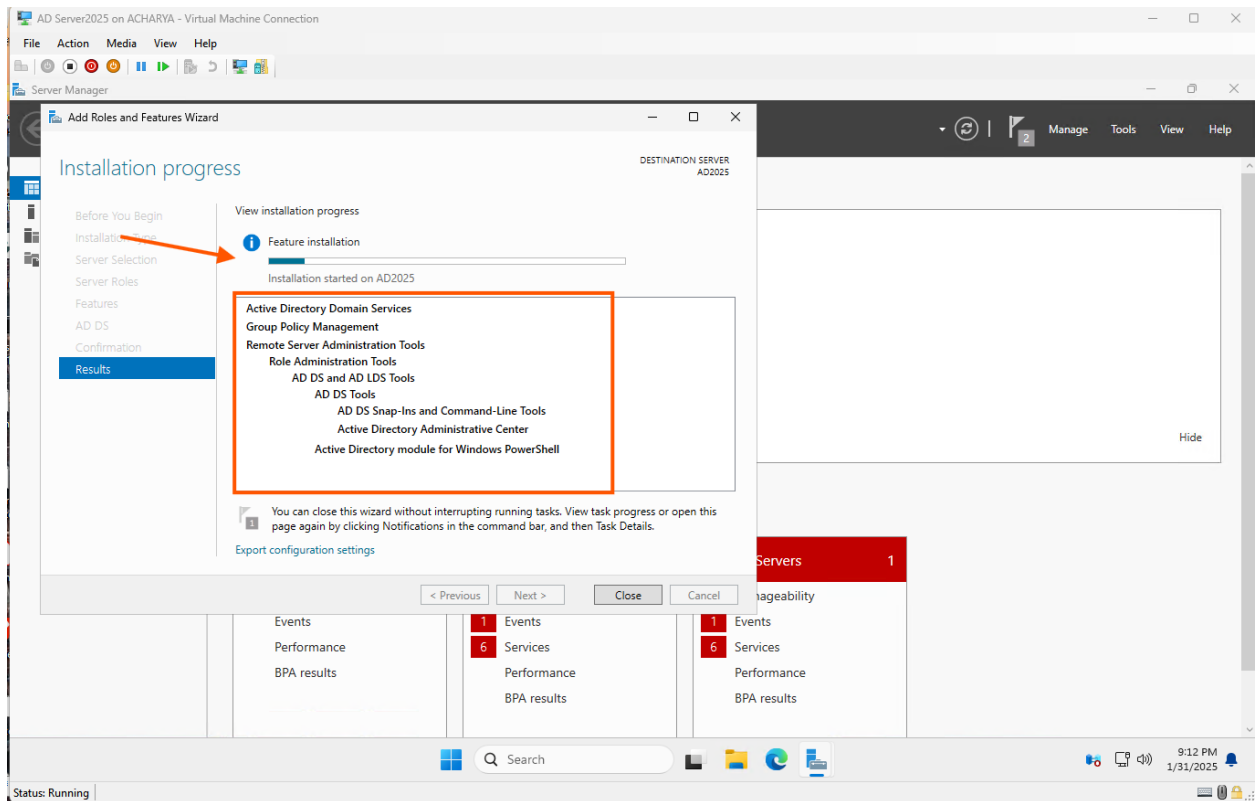 AD Server2025 on ACHARYA - Virtual Machine Connection
File Action Media View Help
Server Manager
Add Roles and Features Wizard
2
Manage Tools View Help
Installation progress
DESTINATION SERVER
AD2025
Before You Begin
Installation Type
Server Selection
Server Roles
Features
AD DS
Confirmation
Results
View installation progress
Feature installation
Installation started on AD2025
Active Directory Domain Services
Group Policy Management
Remote Server Administration Tools
Role Administration Tools
AD DS and AD LDS Tools
AD DS Tools
AD DS Snap-Ins and Command-Line Tools
Active Directory Administrative Center
Active Directory module for Windows PowerShell
1
You can close this wizard without interrupting running tasks. View task progress or open this
page again by clicking Notifications in the command bar, and then Task Details.
Export configuration settings
< Previous Next > Close Cancel
Hide
Servers 1
nageability
Events 1 Events 1 Events
Performance 6 Services 6 Services
BPA results Performance Performance
BPA results BPA results
Search
9:12 PM
1/31/2025
Status: Running